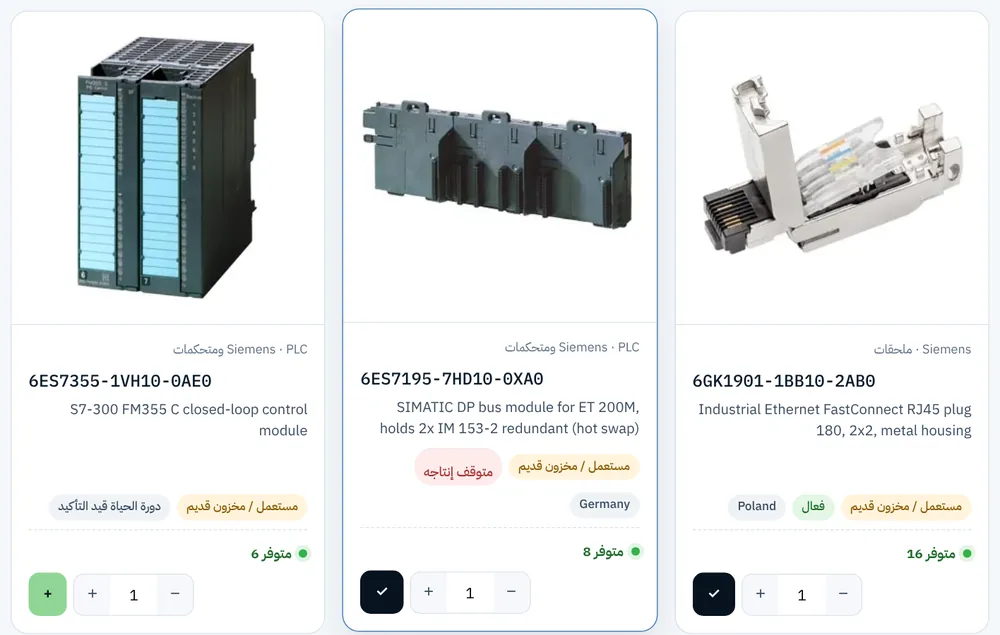 Siemens · PLC ومتحكمات
6ES7355-1VH10-0AE0
S7-300 FM355 C closed-loop control
module
مستعمل / مخزون قديم
دورة الحياة قيد التأكيد
متوفر 6
+
+
1
−
Siemens · PLC ومتحكمات
6ES7195-7HD10-0XA0
SIMATIC DP bus module for ET 200M,
holds 2x IM 153-2 redundant (hot swap)
مستعمل / مخزون قديم
متوقف إنتاجه
Germany
متوفر 8
+
1
−
Siemens · ملحقات
6GK1901-1BB10-2AB0
Industrial Ethernet FastConnect RJ45 plug
180, 2x2, metal housing
مستعمل / مخزون قديم
فعال
Poland
متوفر 16
+
1
−